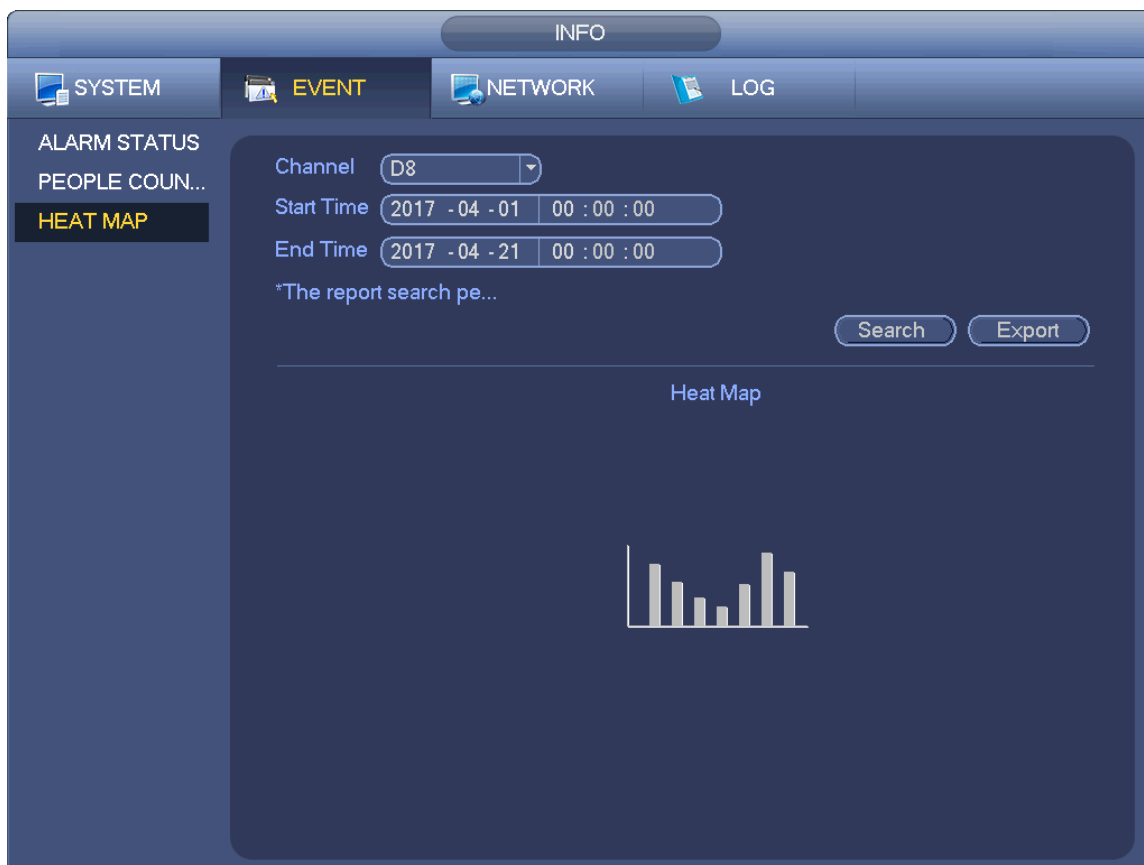 INFO
SYSTEM EVENT NETWORK LOG
ALARM STATUS
PEOPLE COUN...
HEAT MAP
Channel D8
Start Time 2017 - 04 - 01 00 : 00 : 00
End Time 2017 - 04 - 21 00 : 00 : 00
*The report search pe...
Search Export
Heat Map